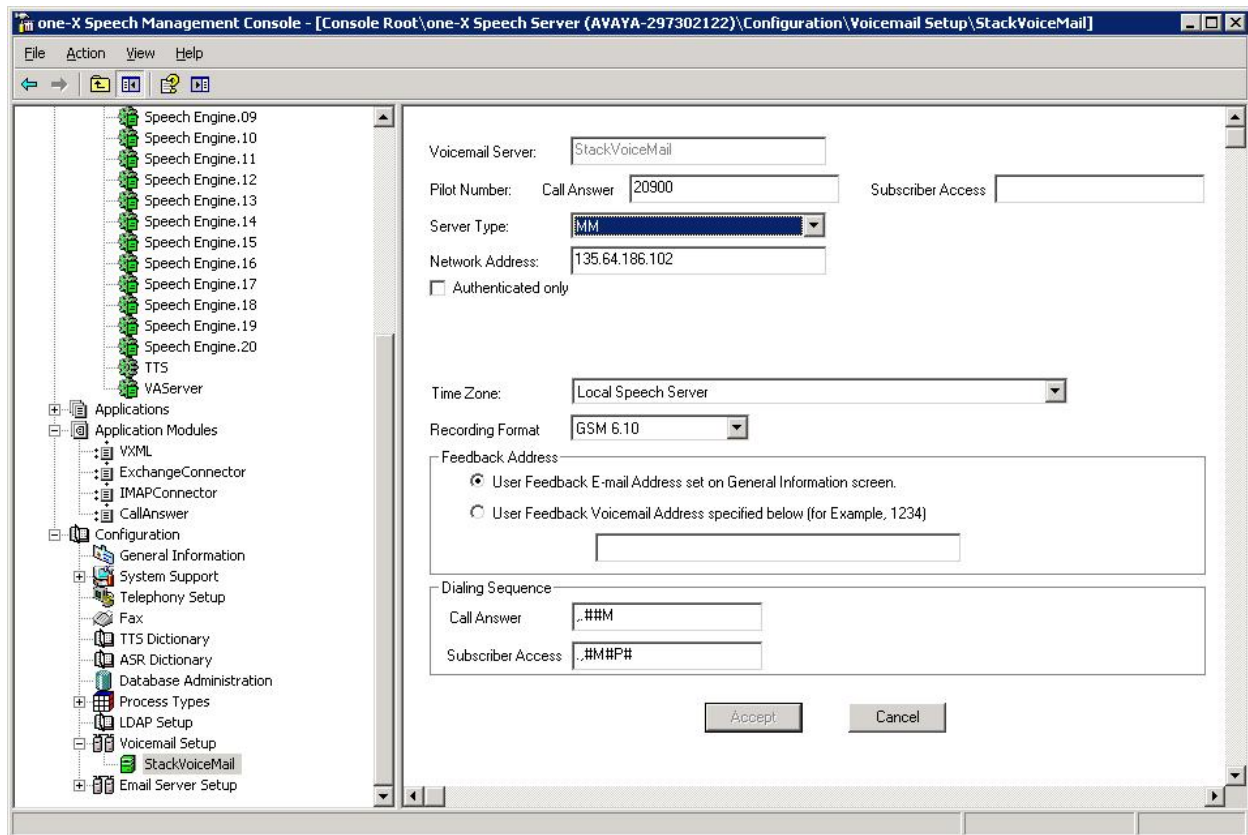 one-X Speech Management Console - [Console Root\one-X Speech Server (AVAYA-297302122)\Configuration\Voicemail Setup\StackVoiceMail]
File Action View Help
Speech Engine.09
Speech Engine.10
Speech Engine.11
Speech Engine.12
Speech Engine.13
Speech Engine.14
Speech Engine.15
Speech Engine.16
Speech Engine.17
Speech Engine.18
Speech Engine.19
Speech Engine.20
TTS
VAServer
Applications
Application Modules
VXML
ExchangeConnector
IMAPConnector
CallAnswer
Configuration
General Information
System Support
Telephony Setup
Fax
TTS Dictionary
ASR Dictionary
Database Administration
Process Types
LDAP Setup
Voicemail Setup
StackVoiceMail
Email Server Setup
Voicemail Server: StackVoiceMail
Pilot Number: Call Answer 20900 Subscriber Access
Server Type: MM
Network Address: 135.64.186.102
Authenticated only
Time Zone: Local Speech Server
Recording Format GSM 6.10
Feedback Address
User Feedback E-mail Address set on General Information screen.
User Feedback Voicemail Address specified below (for Example, 1234)
Dialing Sequence
Call Answer ,.##M
Subscriber Access .,#M#P#
Accept Cancel